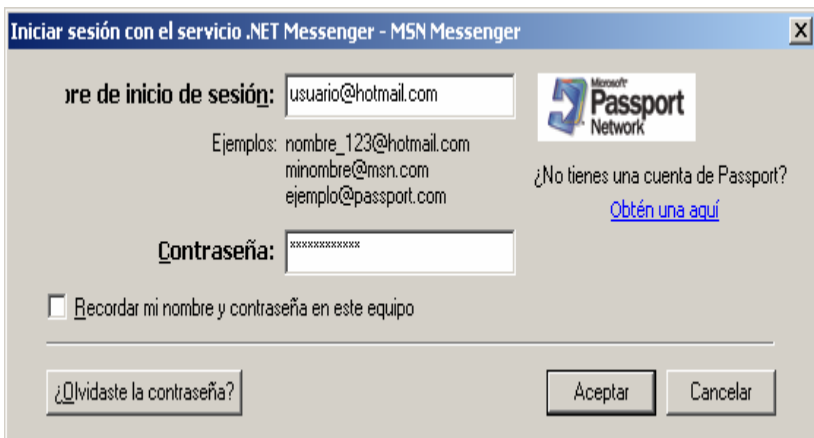 Iniciar sesión con el servicio .NET Messenger - MSN Messenger
re de inicio de sesión: usuario@hotmail.com
Ejemplos: nombre_123@hotmail.com
minombre@msn.com
ejemplo@passport.com
Microsoft
Passport
Network
¿No tienes una cuenta de Passport?
Obtén una aquí
Contraseña: xxxxxxxxxxxx
Recordar mi nombre y contraseña en este equipo
¿Olvidaste la contraseña? Aceptar Cancelar